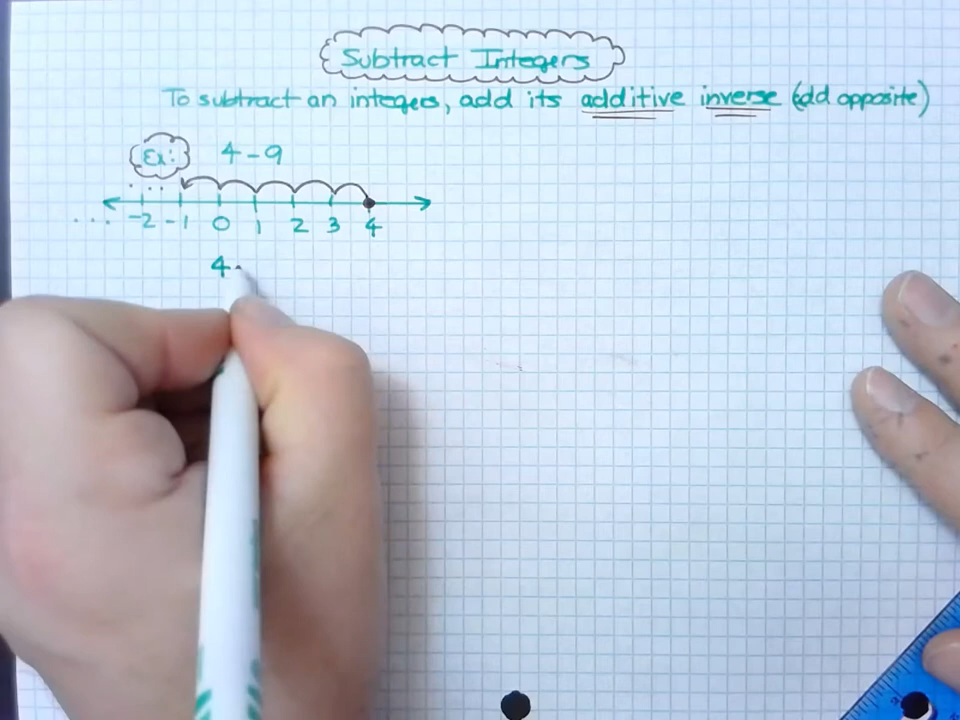 Subtract Integers
To subtract an integers, add its additive inverse (add opposite)
Ex: 4 - 9
... -2 -1 0 1 2 3 4
4